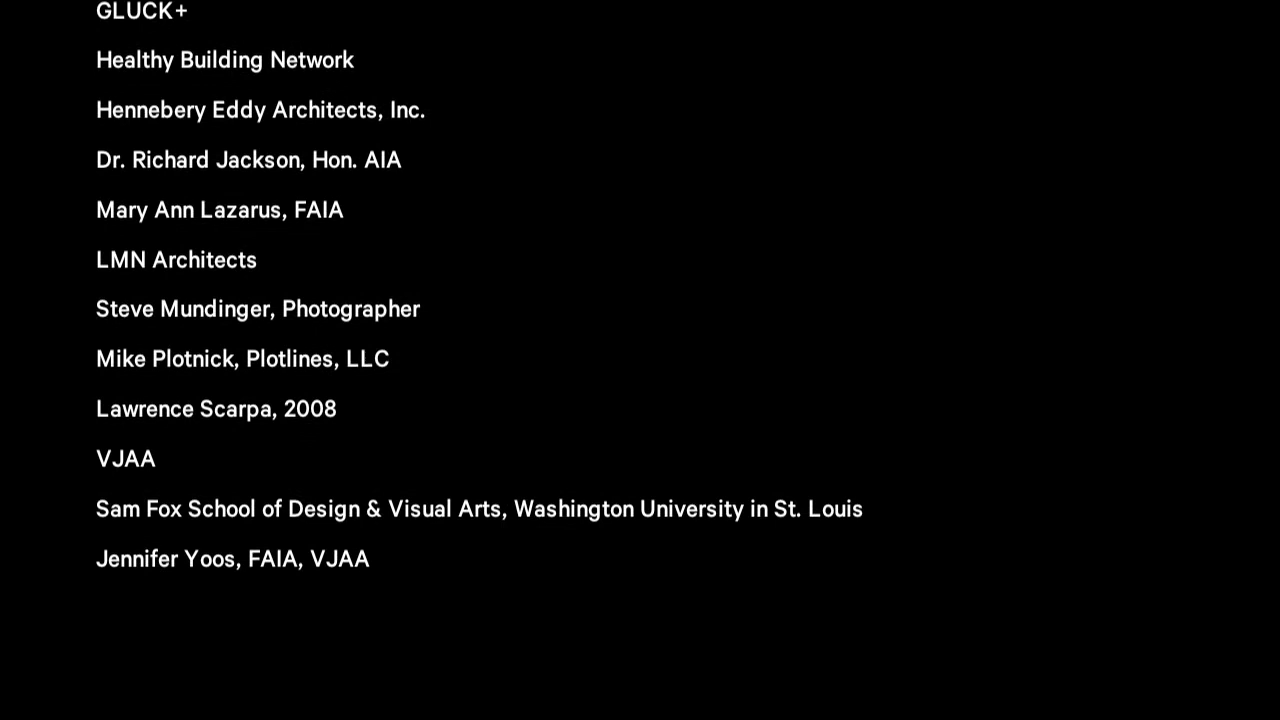 GLUCK+
Healthy Building Network
Hennebery Eddy Architects, Inc.
Dr. Richard Jackson, Hon. AIA
Mary Ann Lazarus, FAIA
LMN Architects
Steve Mundinger, Photographer
Mike Plotnick, Plotlines, LLC
Lawrence Scarpa, 2008
VJAA
Sam Fox School of Design & Visual Arts, Washington University in St. Louis
Jennifer Yoos, FAIA, VJAA